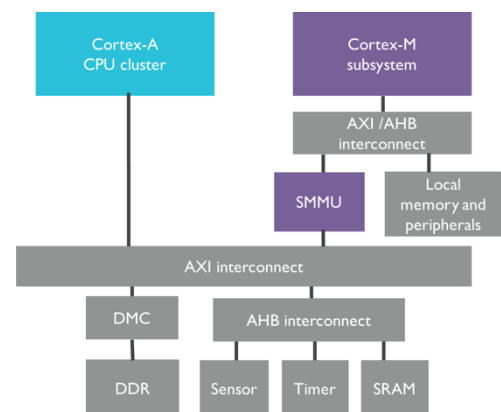 Cortex-A
CPU cluster
Cortex-M
subsystem
AXI /AHB
interconnect
SMMU
Local
memory and
peripherals
AXI interconnect
DMC
AHB interconnect
DDR
Sensor
Timer
SRAM